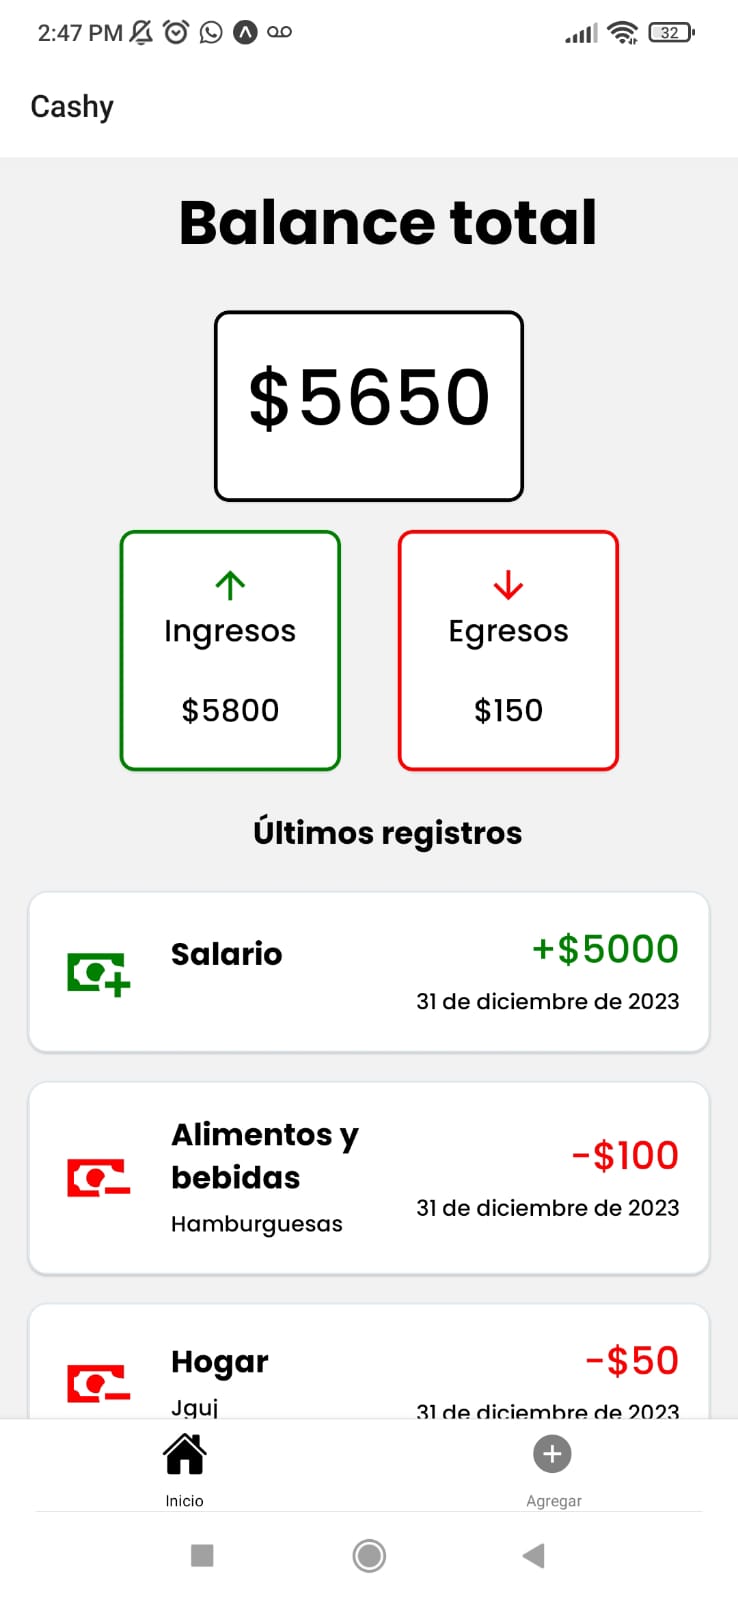 2:47 PM
32
Cashy
Balance total
$5650
Ingresos
$5800
Egresos
$150
Últimos registros
Salario
+$5000
31 de diciembre de 2023
Alimentos y
bebidas
Hamburguesas
-$100
31 de diciembre de 2023
Hogar
Jguj
-$50
31 de diciembre de 2023
Inicio
Agregar